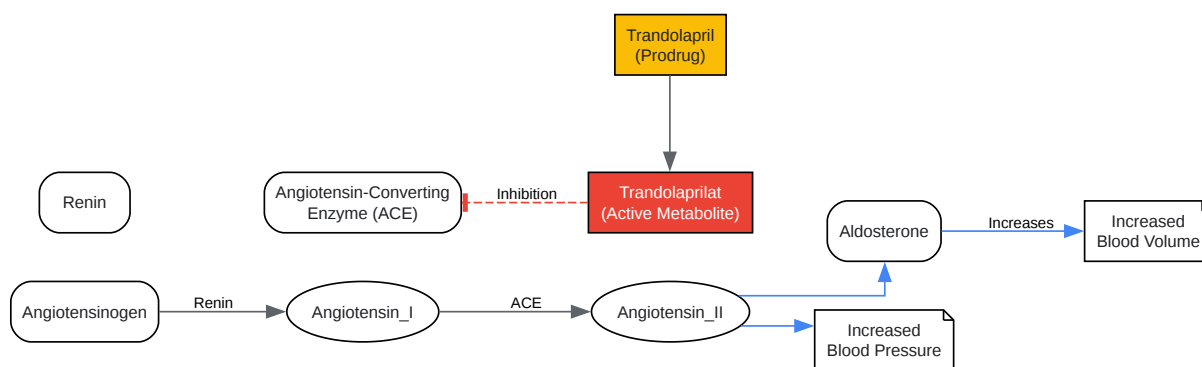 Trandolapril
(Prodrug)
Renin
Angiotensin-Converting
Enzyme (ACE)
Inhibition
Trandolaprilat
(Active Metabolite)
Aldosterone
Increases
Increased
Blood Volume
Angiotensinogen
Renin
Angiotensin_I
ACE
Angiotensin_II
Increased
Blood Pressure